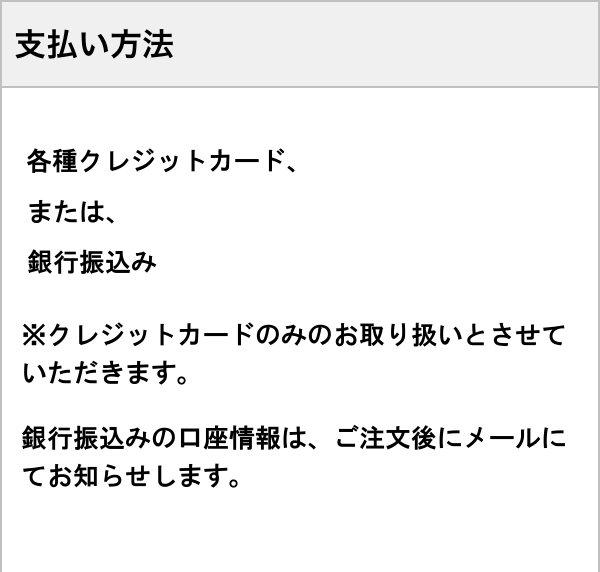 支払い方法
各種クレジットカード、
または、
銀行振込み
※クレジットカードのみのお取り扱いとさせて
いただきます。
銀行振込みの口座情報は、ご注文後にメールに
てお知らせします。